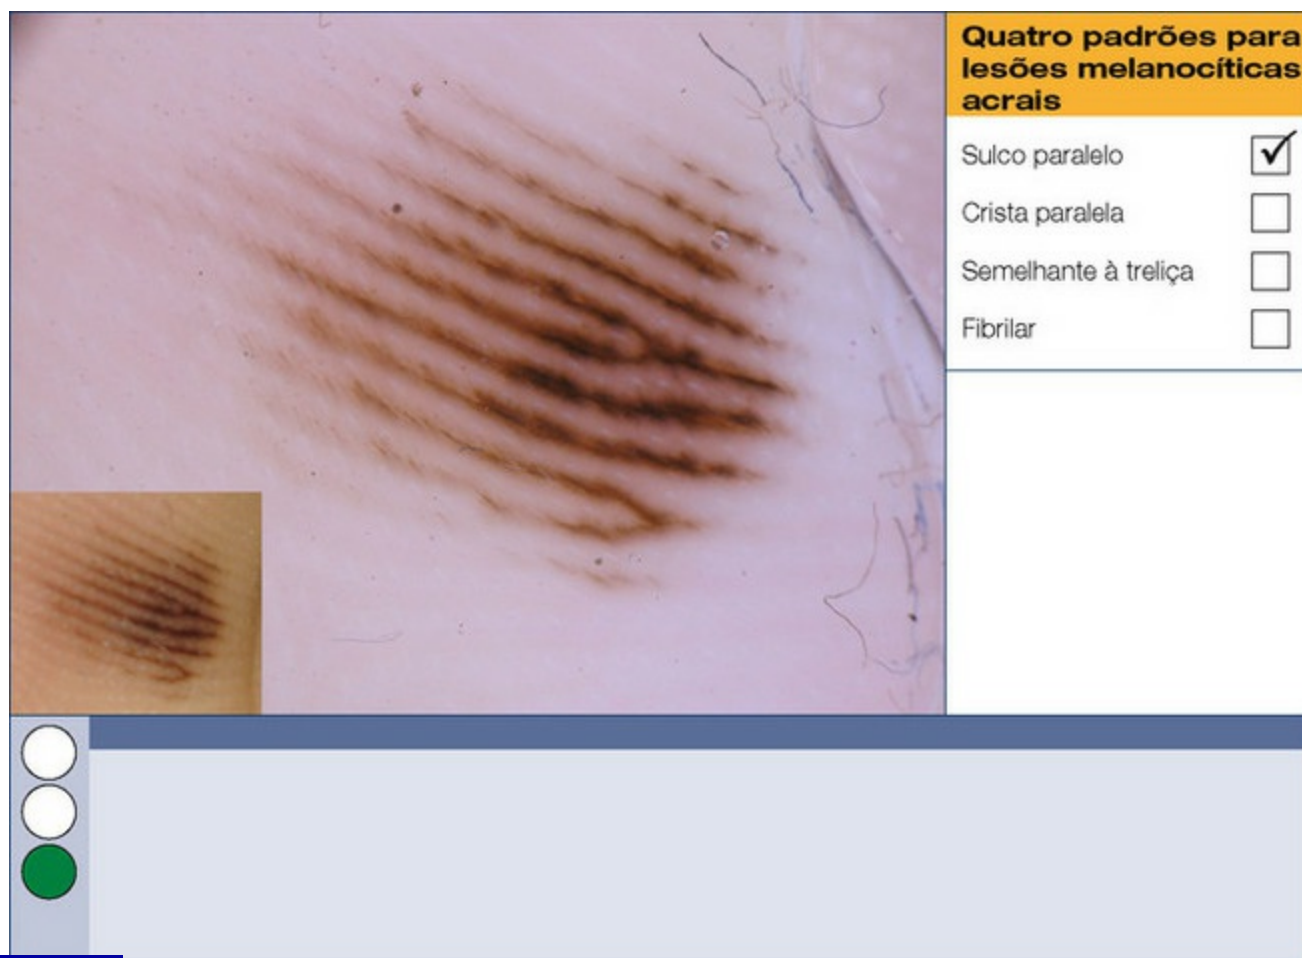 Quatro padrões para
lesões melanocíticas
acrais
Sulco paralelo
Crista paralela
Semelhante à treliça
Fibrilar